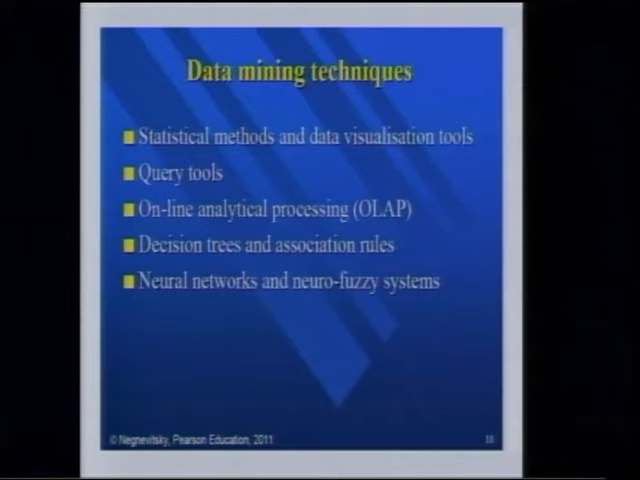 Data mining techniques
Statistical methods and data visualisation tools
Query tools
On-line analytical processing (OLAP)
Decision trees and association rules
Neural networks and neuro-fuzzy systems
© Negnevitsky, Pearson Education, 2011
10